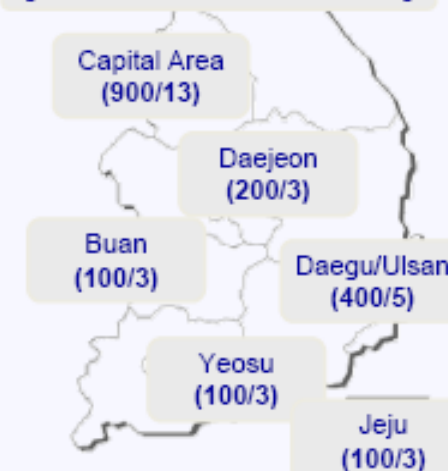 Capital Area
(900/13)
Daejeon
(200/3)
Buan
(100/3)
Daegu/Ulsan
(400/5)
Yeosu
(100/3)
Jeju
(100/3)